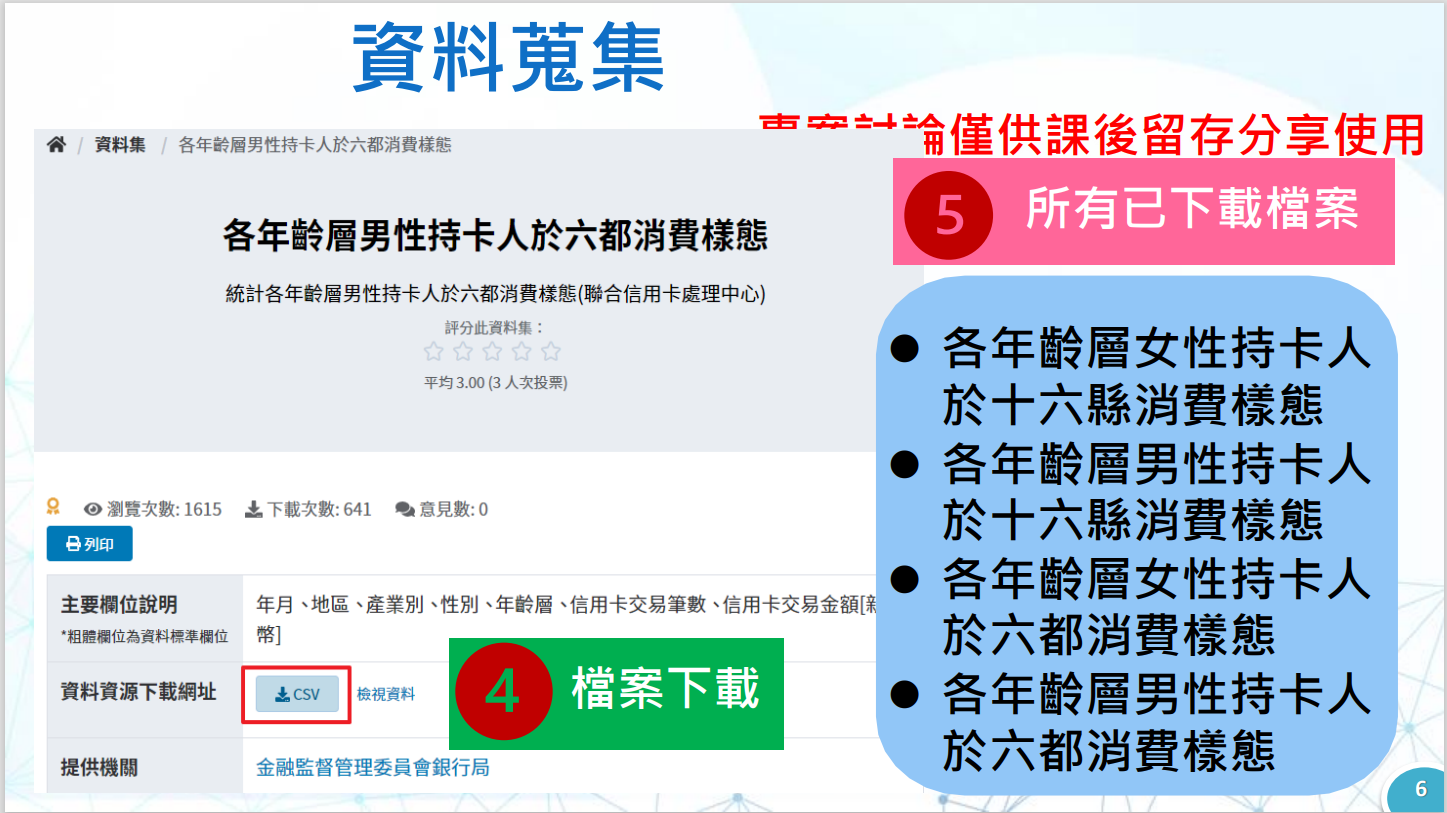 資料蒐集
專案討論僅供課後留存分享使用
/ 資料集 / 各年齡層男性持卡人於六都消費樣態
各年齡層男性持卡人於六都消費樣態
統計各年齡層男性持卡人於六都消費樣態(聯合信用卡處理中心)
評分此資料集：
平均 3.00 (3 人次投票)
瀏覽次數: 1615 下載次數: 641 意見數: 0
列印
主要欄位說明
*粗體欄位為資料標準欄位
年月、地區、產業別、性別、年齡層、信用卡交易筆數、信用卡交易金額[新
幣]
資料資源下載網址
CSV 檢視資料
4 檔案下載
提供機關
金融監督管理委員會銀行局
5 所有已下載檔案
● 各年齡層女性持卡人
於十六縣消費樣態
● 各年齡層男性持卡人
於十六縣消費樣態
● 各年齡層女性持卡人
於六都消費樣態
● 各年齡層男性持卡人
於六都消費樣態
6